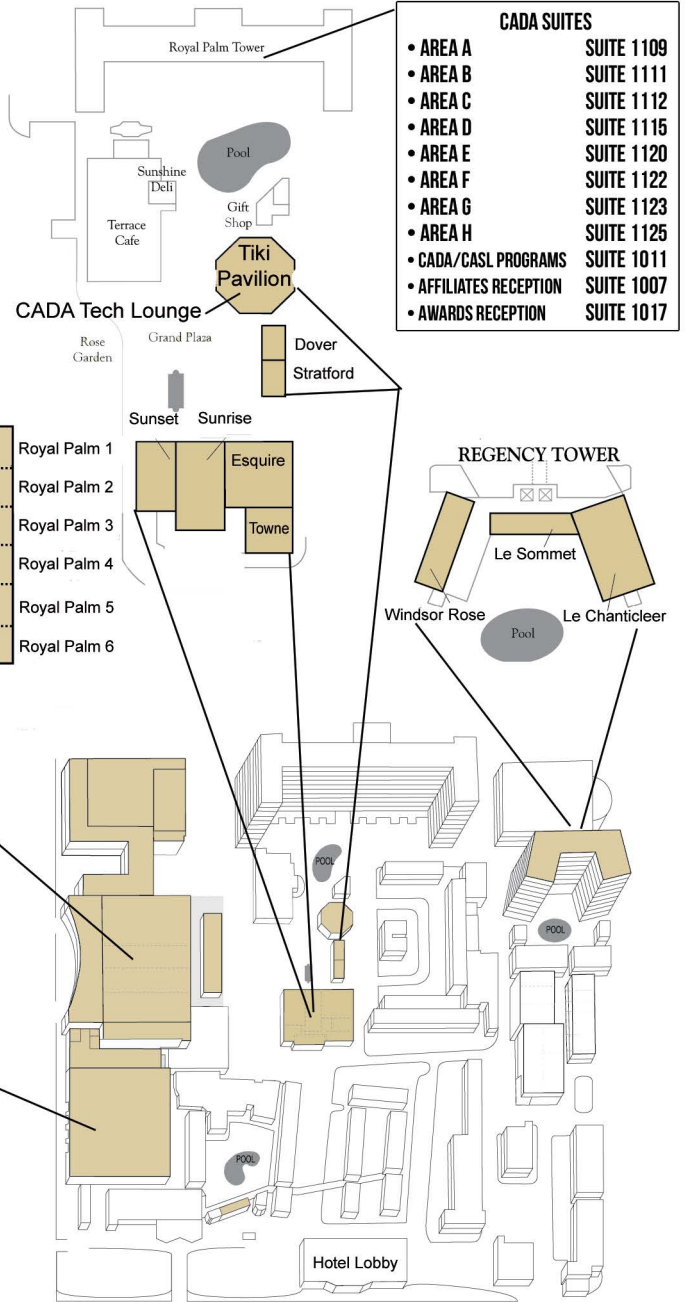 CADA SUITES
• AREA A SUITE 1109
• AREA B SUITE 1111
• AREA C SUITE 1112
• AREA D SUITE 1115
• AREA E SUITE 1120
• AREA F SUITE 1122
• AREA G SUITE 1123
• AREA H SUITE 1125
• CADA/CASL PROGRAMS SUITE 1011
• AFFILIATES RECEPTION SUITE 1007
• AWARDS RECEPTION SUITE 1017
Royal Palm Tower
Pool
Sunshine
Deli
Gift
Shop
Terrace
Cafe
Tiki
Pavilion
CADA Tech Lounge
Rose
Garden
Grand Plaza
Dover
Stratford
Sunset
Sunrise
Esquire
Towne
Royal Palm 1
Royal Palm 2
Royal Palm 3
Royal Palm 4
Royal Palm 5
Royal Palm 6
REGENCY TOWER
Le Sommet
Windsor Rose
Le Chanticleer
Pool
POOL
POOL
POOL
Hotel Lobby